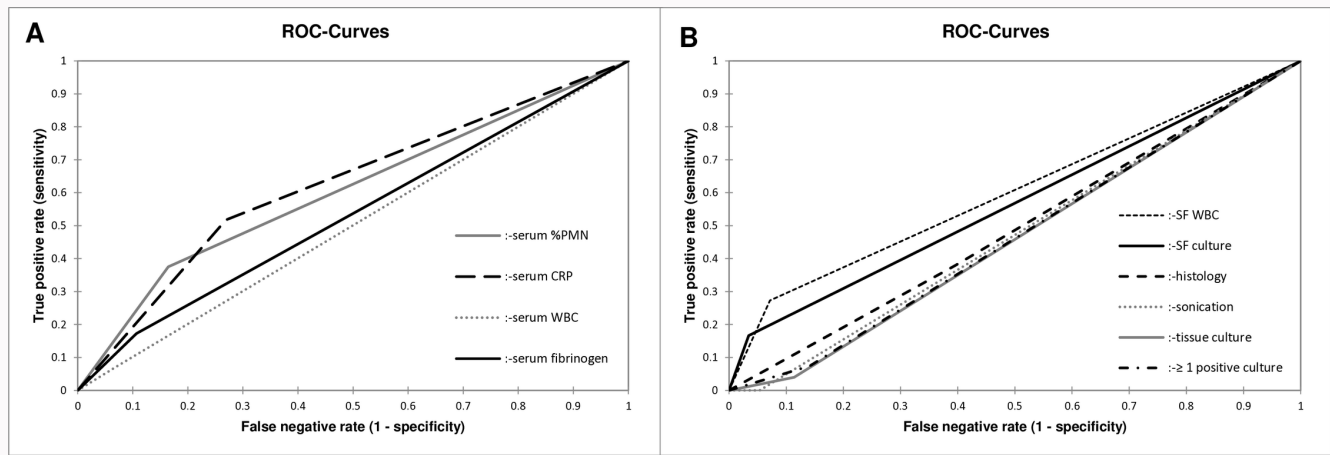 A
ROC-Curves
True positive rate (sensitivity)
1
0.9
0.8
0.7
0.6
0.5
0.4
0.3
0.2
0.1
0
0 0.1 0.2 0.3 0.4 0.5 0.6 0.7 0.8 0.9 1
False negative rate (1 - specificity)
:-serum %PMN
:-serum CRP
:-serum WBC
:-serum fibrinogen
B
ROC-Curves
True positive rate (sensitivity)
1
0.9
0.8
0.7
0.6
0.5
0.4
0.3
0.2
0.1
0
0 0.1 0.2 0.3 0.4 0.5 0.6 0.7 0.8 0.9 1
False negative rate (1 - specificity)
:-SF WBC
:-SF culture
:-histology
:-sonication
:-tissue culture
:-≥ 1 positive culture